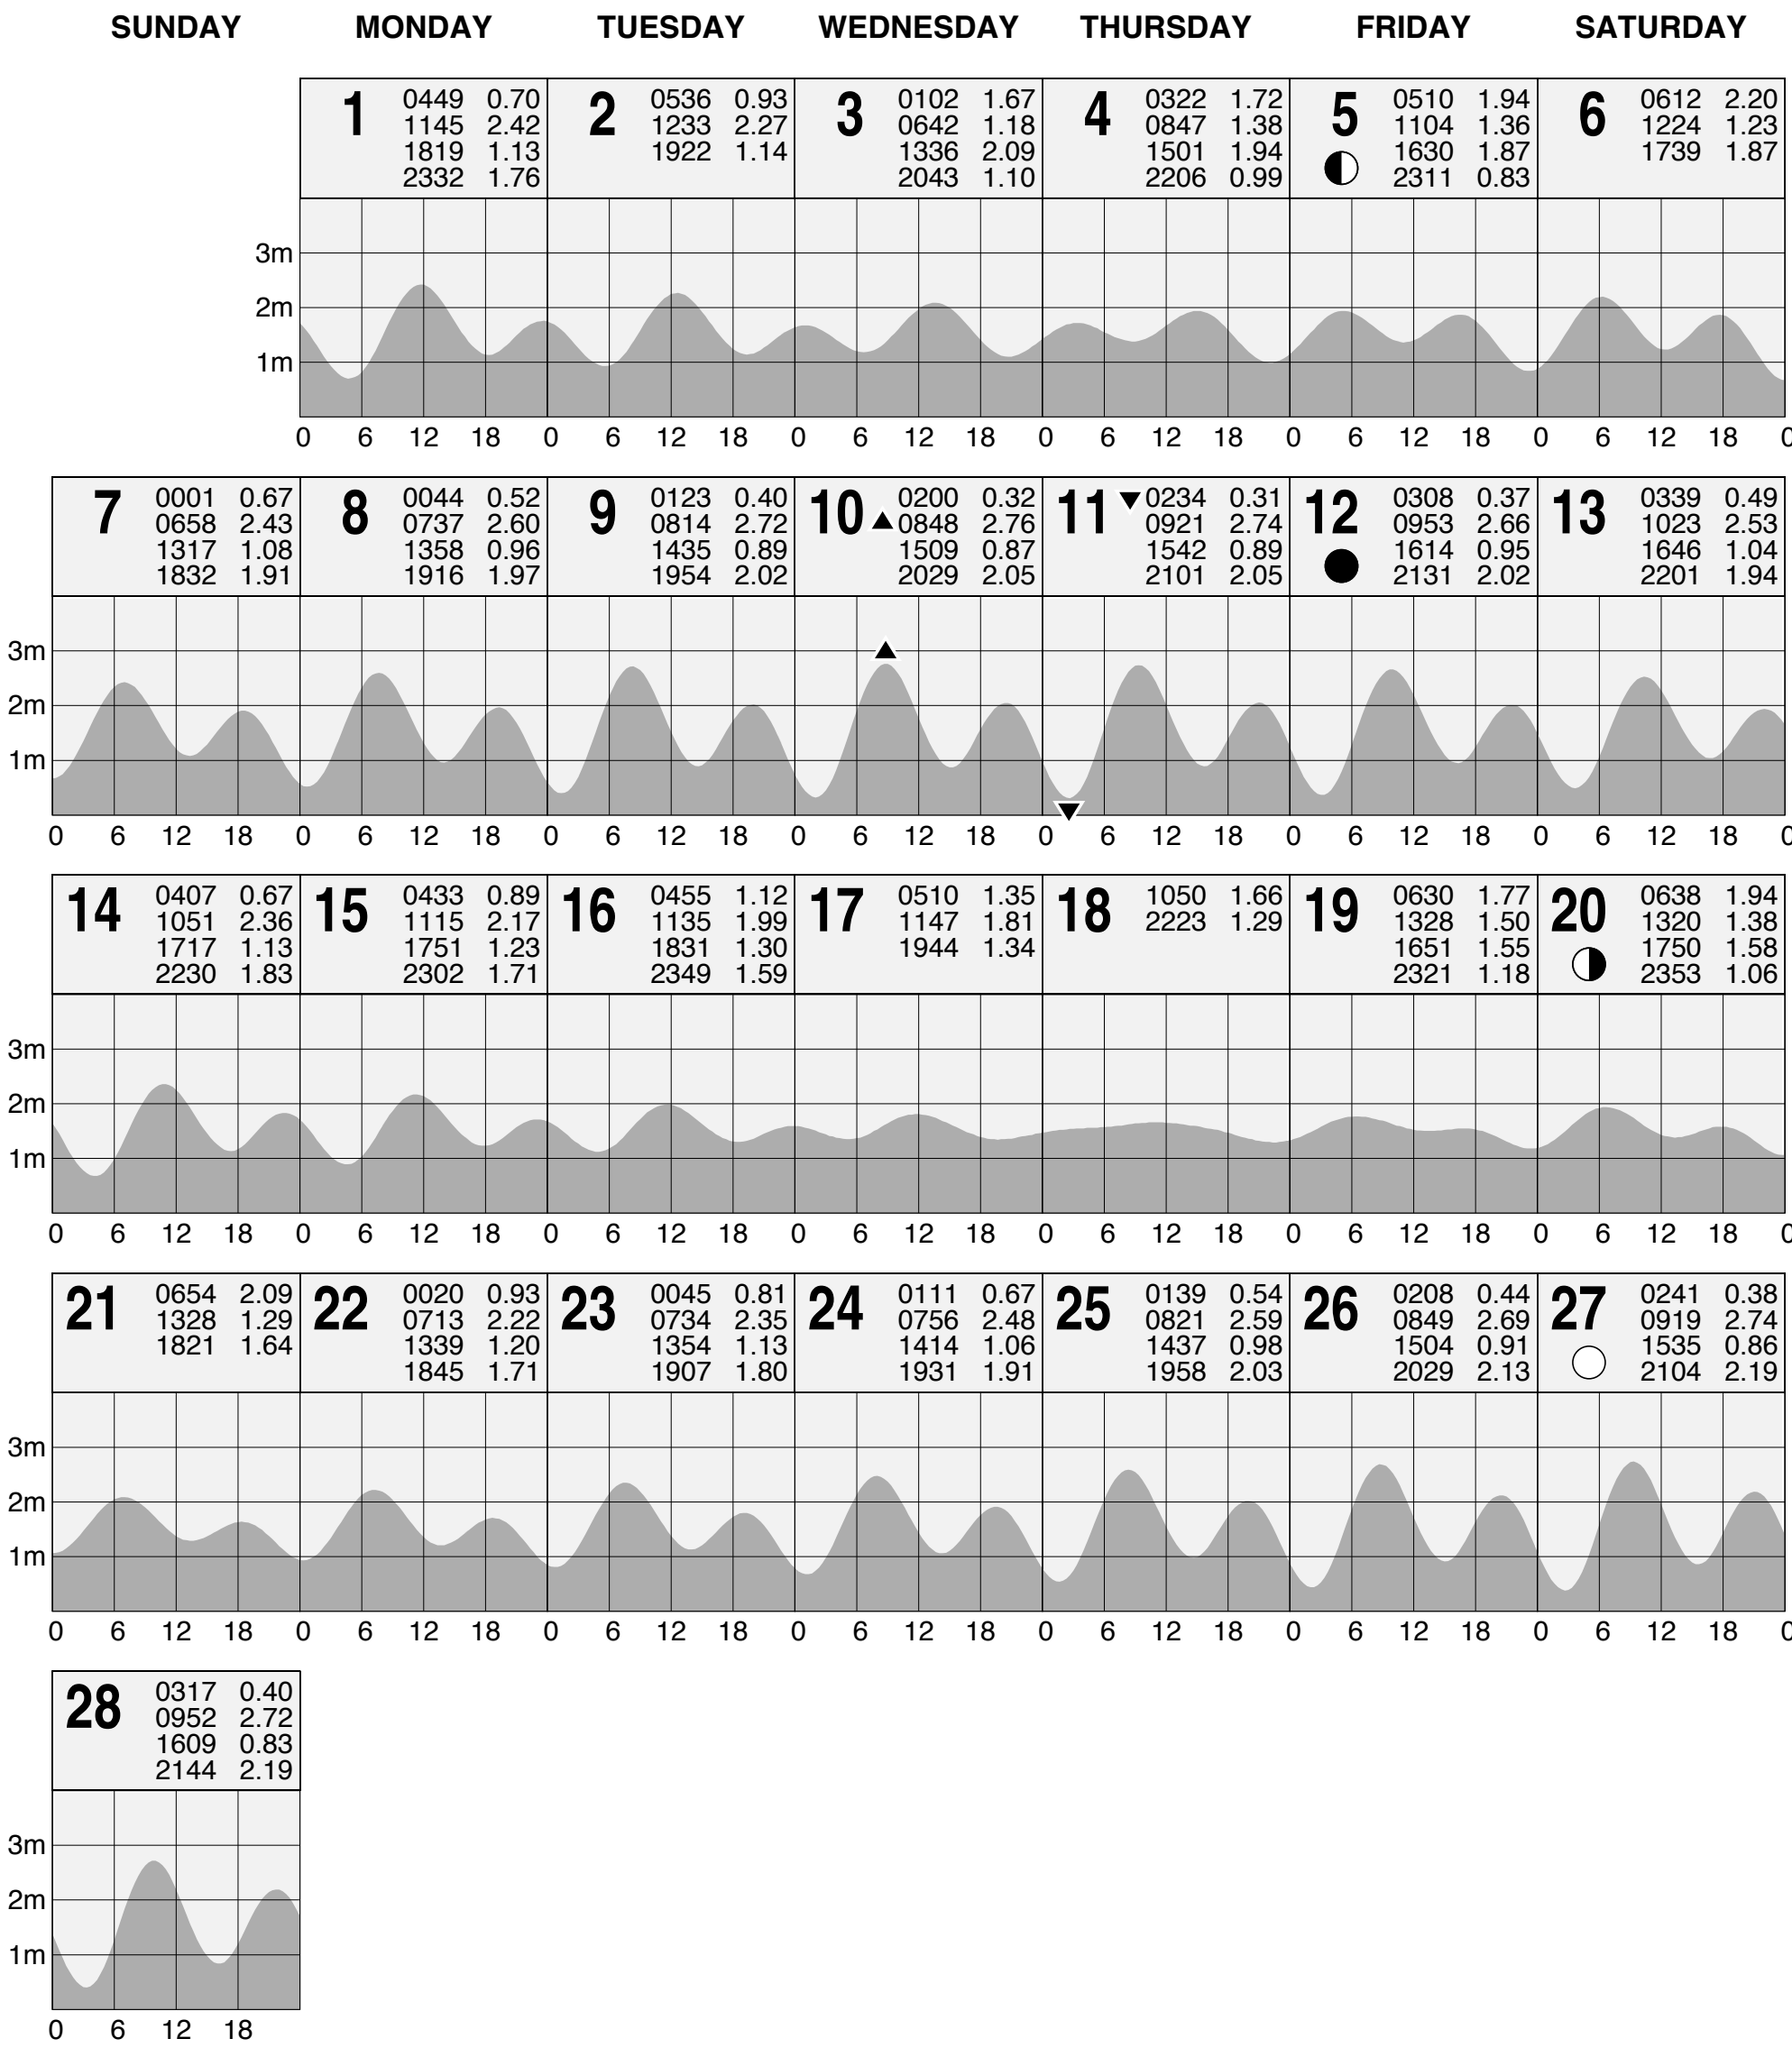 SUNDAY MONDAY TUESDAY WEDNESDAY THURSDAY FRIDAY SATURDAY
1 0449 0.70
1145 2.42
1819 1.13
2332 1.76
2 0536 0.93
1233 2.27
1922 1.14
3 0102 1.67
0642 1.18
1336 2.09
2043 1.10
4 0322 1.72
0847 1.38
1501 1.94
2206 0.99
5 0510 1.94
1104 1.36
1630 1.87
2311 0.83
6 0612 2.20
1224 1.23
1739 1.87
3m
2m
1m
0 6 12 18 0 6 12 18 0 6 12 18 0 6 12 18 0 6 12 18 0 6 12 18 0
7 0001 0.67
0658 2.43
1317 1.08
1832 1.91
8 0044 0.52
0737 2.60
1358 0.96
1916 1.97
9 0123 0.40
0814 2.72
1435 0.89
1954 2.02
10 0200 0.32
0848 2.76
1509 0.87
2029 2.05
11 0234 0.31
0921 2.74
1542 0.89
2101 2.05
12 0308 0.37
0953 2.66
1614 0.95
2131 2.02
13 0339 0.49
1023 2.53
1646 1.04
2201 1.94
3m
2m
1m
0 6 12 18 0 6 12 18 0 6 12 18 0 6 12 18 0 6 12 18 0 6 12 18 0 6 12 18 0
14 0407 0.67
1051 2.36
1717 1.13
2230 1.83
15 0433 0.89
1115 2.17
1751 1.23
2302 1.71
16 0455 1.12
1135 1.99
1831 1.30
2349 1.59
17 0510 1.35
1147 1.81
1944 1.34
18 1050 1.66
2223 1.29
19 0630 1.77
1328 1.50
1651 1.55
2321 1.18
20 0638 1.94
1320 1.38
1750 1.58
2353 1.06
3m
2m
1m
0 6 12 18 0 6 12 18 0 6 12 18 0 6 12 18 0 6 12 18 0 6 12 18 0 6 12 18 0
21 0654 2.09
1328 1.29
1821 1.64
22 0020 0.93
0713 2.22
1339 1.20
1845 1.71
23 0045 0.81
0734 2.35
1354 1.13
1907 1.80
24 0111 0.67
0756 2.48
1414 1.06
1931 1.91
25 0139 0.54
0821 2.59
1437 0.98
1958 2.03
26 0208 0.44
0849 2.69
1504 0.91
2029 2.13
27 0241 0.38
0919 2.74
1535 0.86
2104 2.19
3m
2m
1m
0 6 12 18 0 6 12 18 0 6 12 18 0 6 12 18 0 6 12 18 0 6 12 18 0 6 12 18 0
28 0317 0.40
0952 2.72
1609 0.83
2144 2.19
3m
2m
1m
0 6 12 18